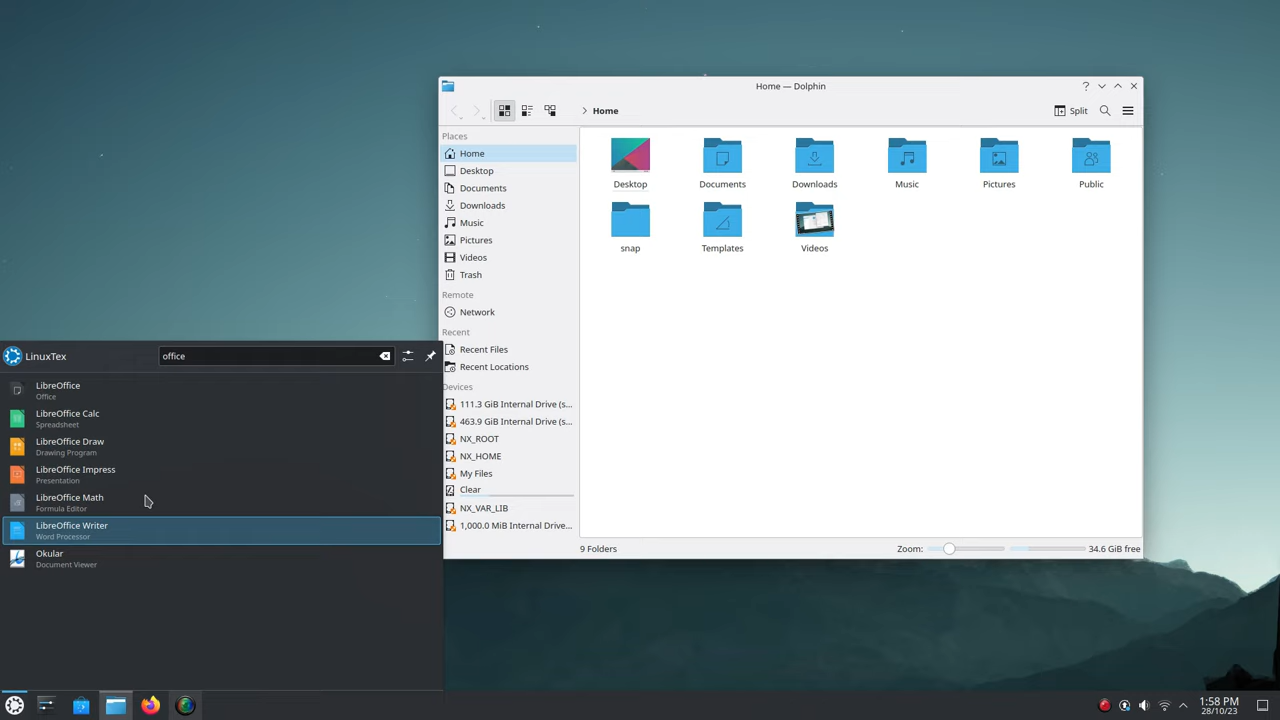 Home — Dolphin
Home
Split
Places
Home
Desktop
Documents
Downloads
Music
Pictures
Videos
Trash
Remote
Network
Recent
Recent Files
Recent Locations
Devices
111.3 GiB Internal Drive (s...
463.9 GiB Internal Drive (s...
NX_ROOT
NX_HOME
My Files
Clear
NX_VAR_LIB
1,000.0 MiB Internal Drive...
Desktop
Documents
Downloads
Music
Pictures
Public
snap
Templates
Videos
9 Folders
Zoom:
34.6 GiB free
LinuxTex
office
LibreOffice
Office
LibreOffice Calc
Spreadsheet
LibreOffice Draw
Drawing Program
LibreOffice Impress
Presentation
LibreOffice Math
Formula Editor
LibreOffice Writer
Word Processor
Okular
Document Viewer
1:58 PM
28/10/23